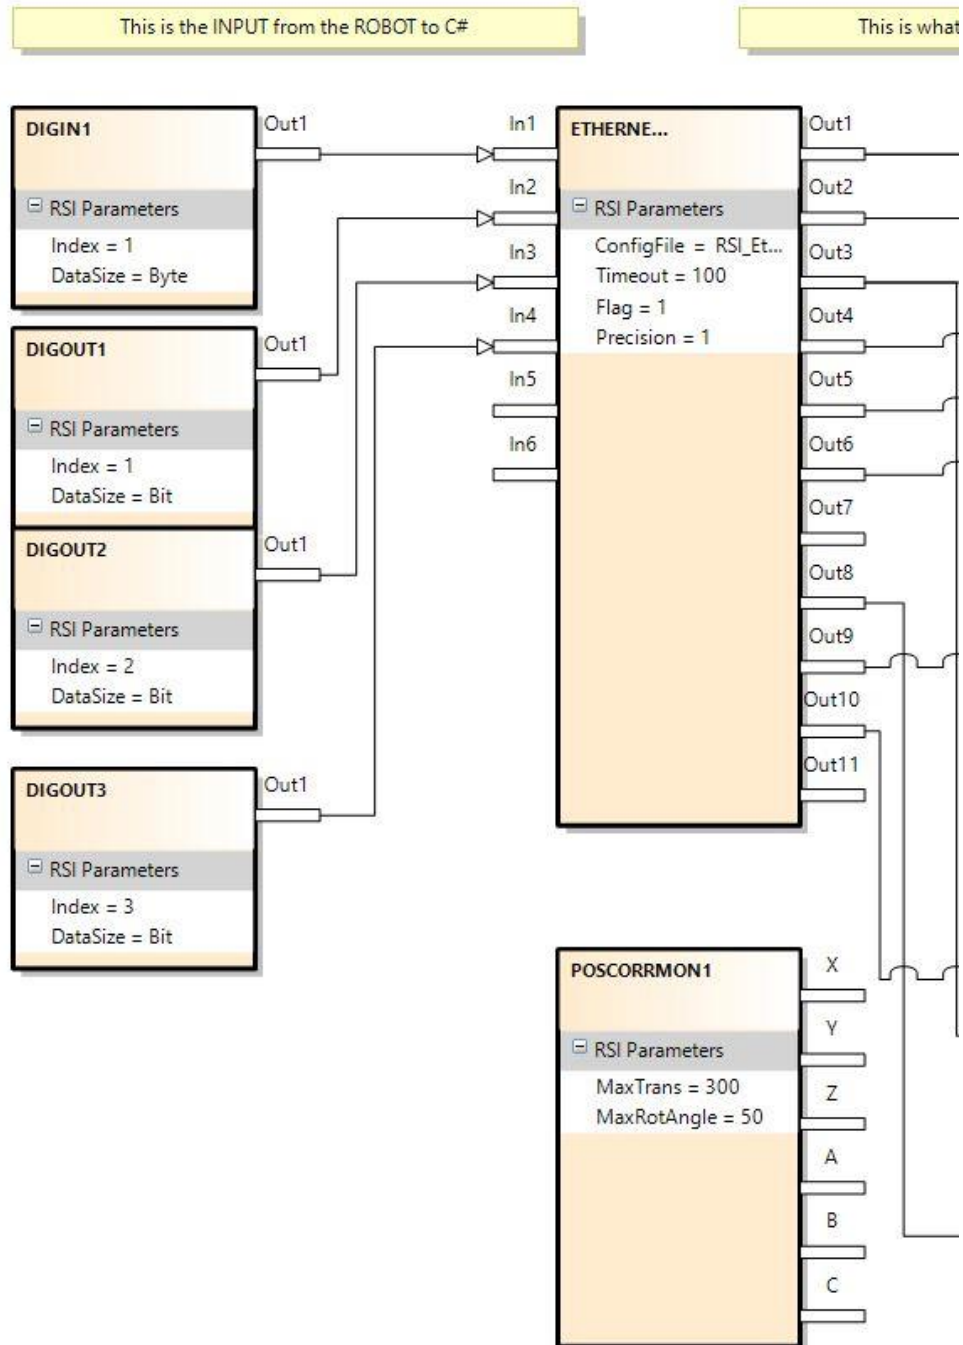 This is the INPUT from the ROBOT to C#
This is what
DIGIN1
Out1
RSI Parameters
Index = 1
DataSize = Byte
DIGOUT1
Out1
RSI Parameters
Index = 1
DataSize = Bit
DIGOUT2
Out1
RSI Parameters
Index = 2
DataSize = Bit
DIGOUT3
Out1
RSI Parameters
Index = 3
DataSize = Bit
In1
In2
In3
In4
In5
In6
ETHERNE...
RSI Parameters
ConfigFile = RSI_Et...
Timeout = 100
Flag = 1
Precision = 1
Out1
Out2
Out3
Out4
Out5
Out6
Out7
Out8
Out9
Out10
Out11
POSCORRMON1
RSI Parameters
MaxTrans = 300
MaxRotAngle = 50
X
Y
Z
A
B
C